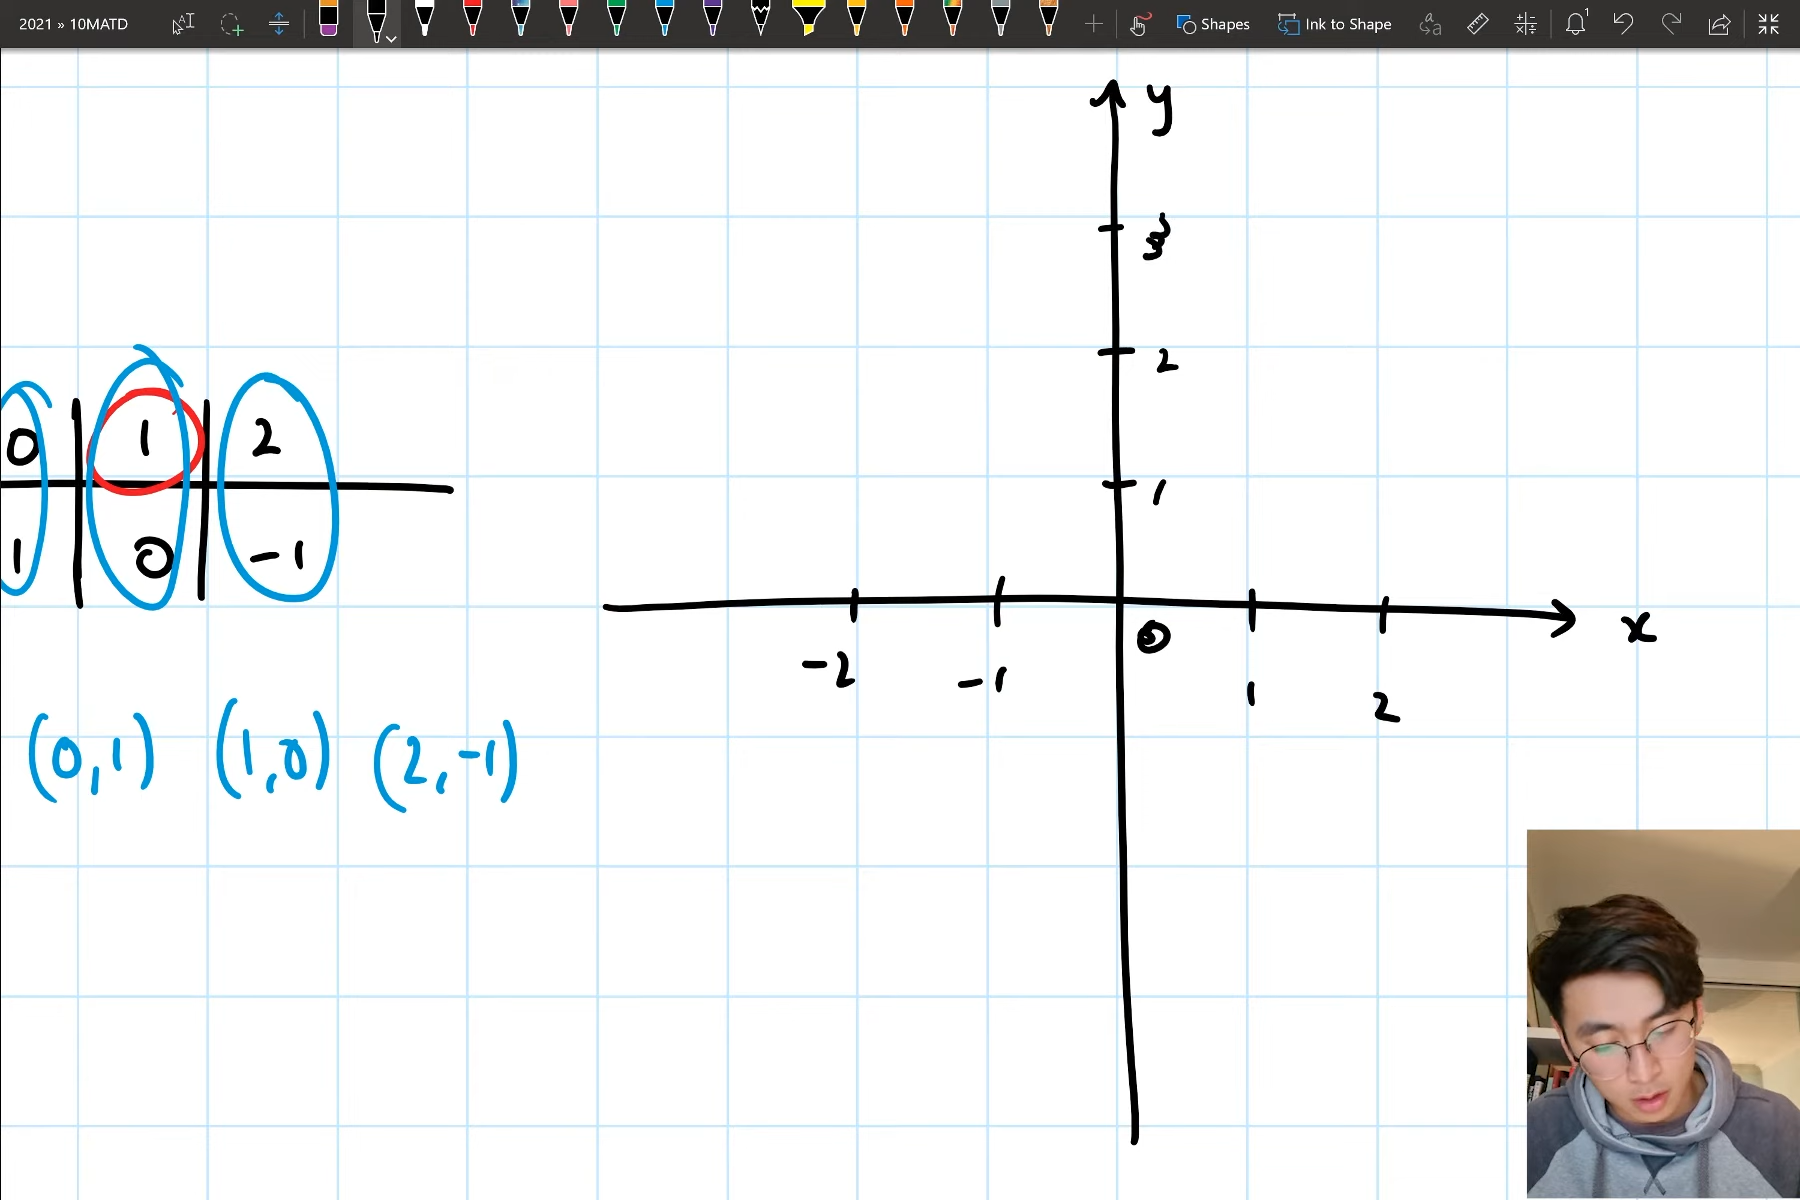 2021 » 10MATD
Shapes
Ink to Shape
1
y
3
2
1
0 1 2
1 0 -1
-2 -1 0 1 2 x
(0,1) (1,0) (2,-1)